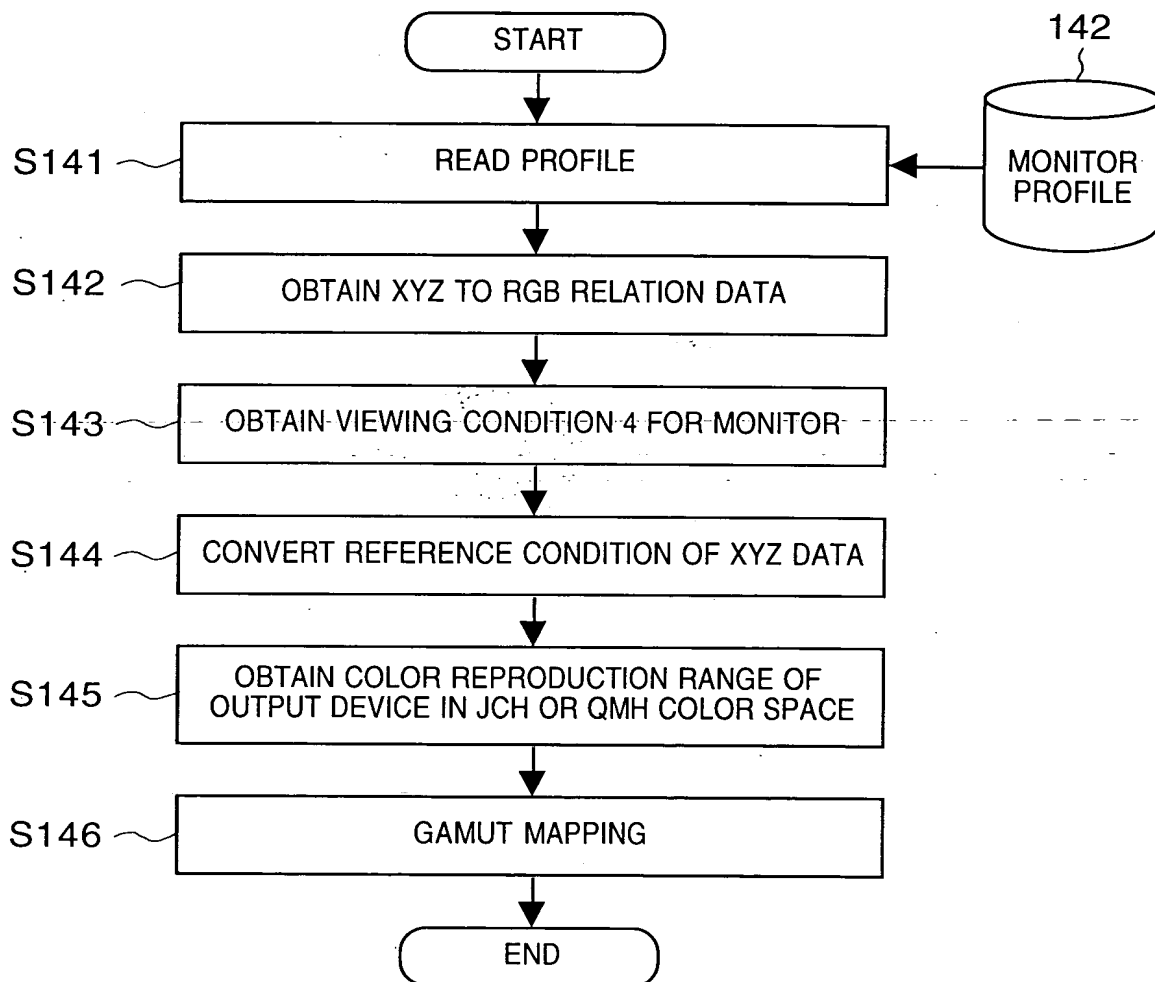 START
142
S141
READ PROFILE
MONITOR
PROFILE
S142
OBTAIN XYZ TO RGB RELATION DATA
S143
OBTAIN VIEWING CONDITION 4 FOR MONITOR
S144
CONVERT REFERENCE CONDITION OF XYZ DATA
S145
OBTAIN COLOR REPRODUCTION RANGE OF
OUTPUT DEVICE IN JCH OR QMH COLOR SPACE
S146
GAMUT MAPPING
END